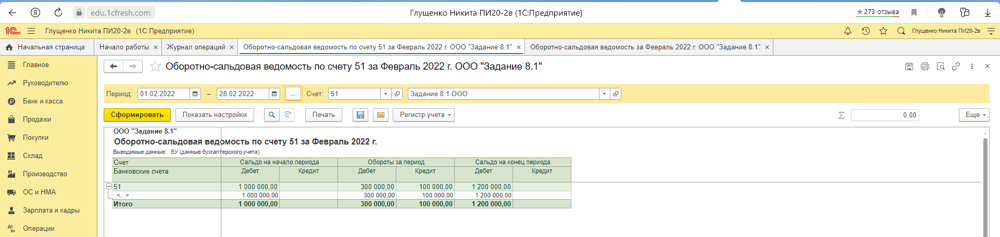 edu.1cfresh.com
Глущенко Никита ПИ20-2в (1С:Предприятие)
273 отзыва
1С
Глущенко Никита ПИ20-2в (1С:Предприятие)
Глущенко Никита ПИ20-2в
Начальная страница
Начало работы ×
Журнал операций ×
Оборотно-сальдовая ведомость по счету 51 за Февраль 2022 г. ООО "Задание 8.1" ×
Оборотно-сальдовая ведомость за Февраль 2022 г. ООО "Задание 8.1" ×
Главное
Руководителю
Банк и касса
Продажи
Покупки
Склад
Производство
ОС и НМА
Зарплата и кадры
Дт Кт Операции
Оборотно-сальдовая ведомость по счету 51 за Февраль 2022 г. ООО "Задание 8.1"
Период: 01.02.2022 – 28.02.2022 ... Счет: 51 Задание 8.1 ООО
Сформировать Показать настройки Печать Регистр учета Σ 0,00 Еще
ООО "Задание 8.1"
Оборотно-сальдовая ведомость по счету 51 за Февраль 2022 г.
Выводимые данные: БУ (данные бухгалтерского учета)
Счет Сальдо на начало периода Обороты за период Сальдо на конец периода
Банковские счета Дебет Кредит Дебет Кредит Дебет Кредит
51 1 000 000,00 300 000,00 100 000,00 1 200 000,00
<...> 1 000 000,00 300 000,00 100 000,00 1 200 000,00
Итого 1 000 000,00 300 000,00 100 000,00 1 200 000,00